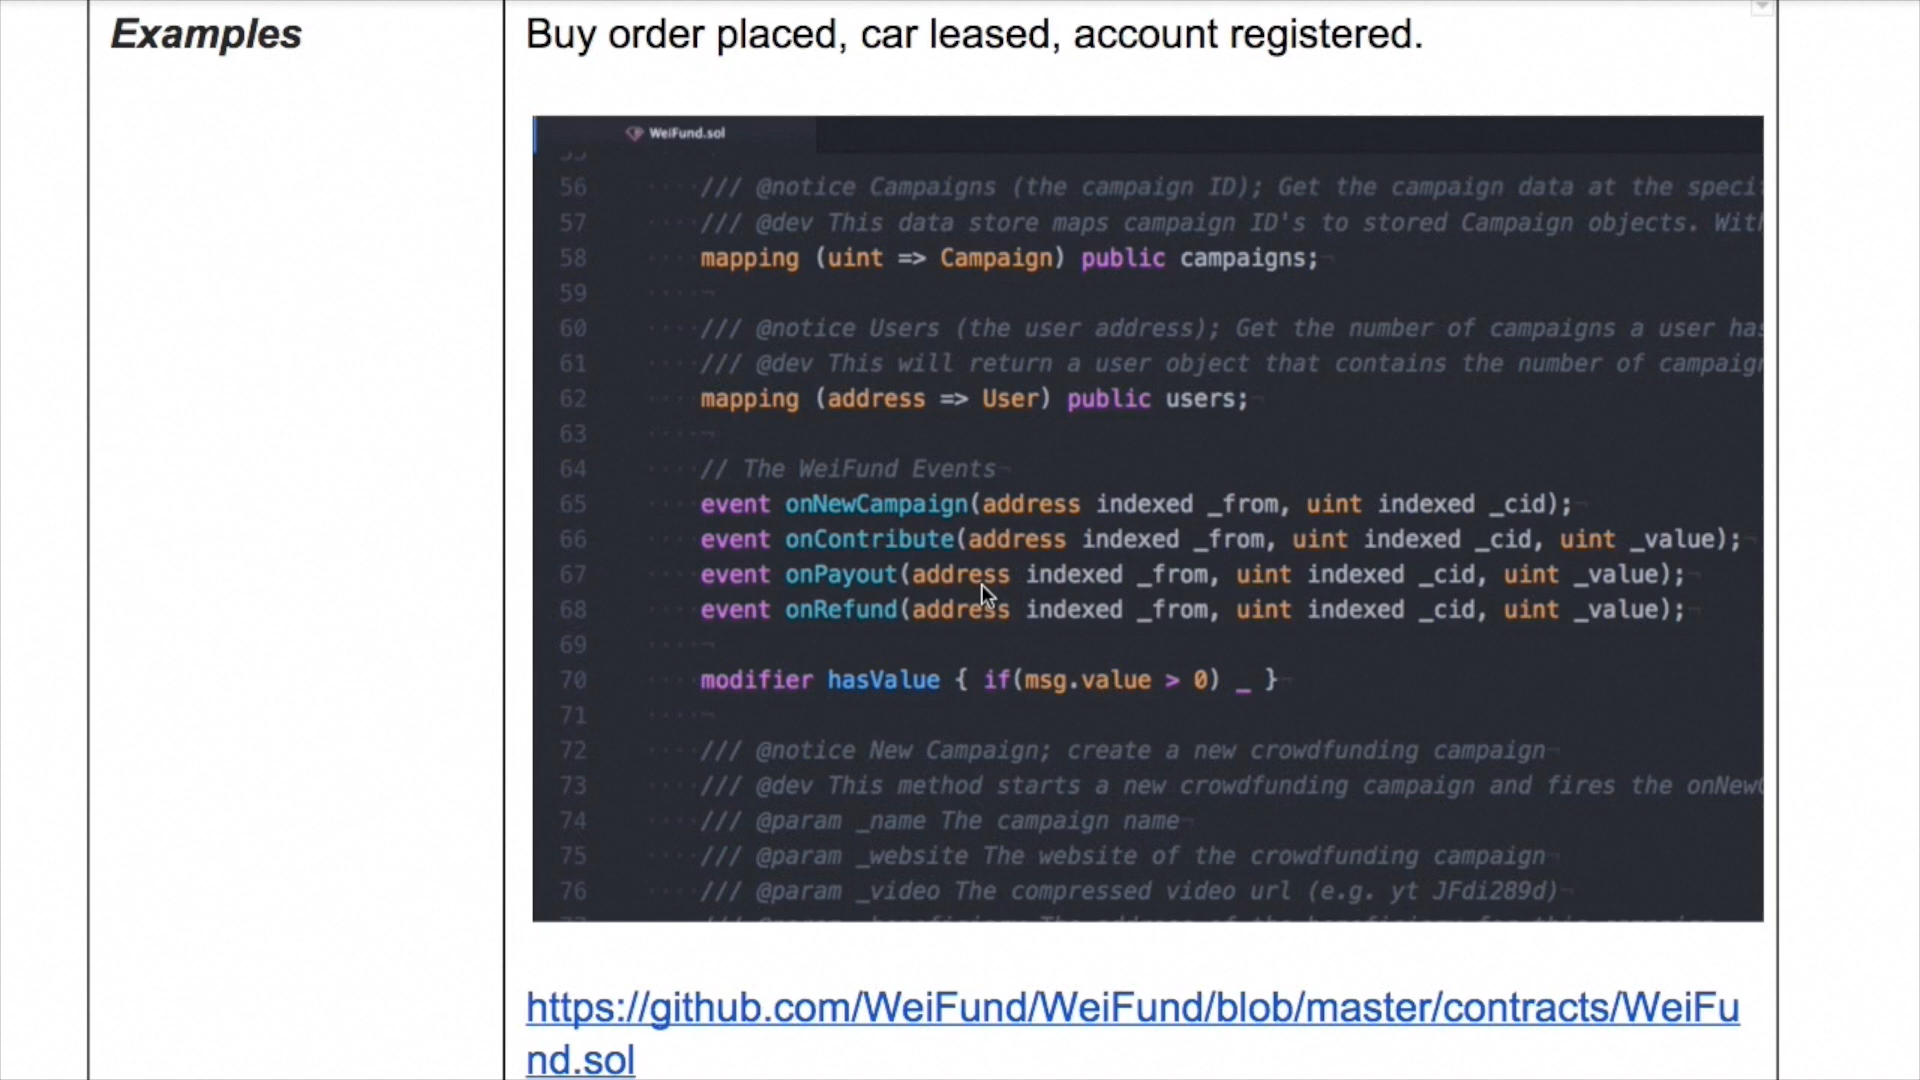 Examples
Buy order placed, car leased, account registered.
WeiFund.sol
56 /// @notice Campaigns (the campaign ID); Get the campaign data at the speci
57 /// @dev This data store maps campaign ID's to stored Campaign objects. With
58 mapping (uint => Campaign) public campaigns;
59
60 /// @notice Users (the user address); Get the number of campaigns a user has
61 /// @dev This will return a user object that contains the number of campaign
62 mapping (address => User) public users;
63
64 // The WeiFund Events
65 event onNewCampaign(address indexed _from, uint indexed _cid);
66 event onContribute(address indexed _from, uint indexed _cid, uint _value);
67 event onPayout(address indexed _from, uint indexed _cid, uint _value);
68 event onRefund(address indexed _from, uint indexed _cid, uint _value);
69
70 modifier hasValue { if(msg.value > 0) _ }
71
72 /// @notice New Campaign; create a new crowdfunding campaign
73 /// @dev This method starts a new crowdfunding campaign and fires the onNew
74 /// @param _name The campaign name
75 /// @param _website The website of the crowdfunding campaign
76 /// @param _video The compressed video url (e.g. yt JFdi289d)
https://github.com/WeiFund/WeiFund/blob/master/contracts/WeiFu
nd.sol